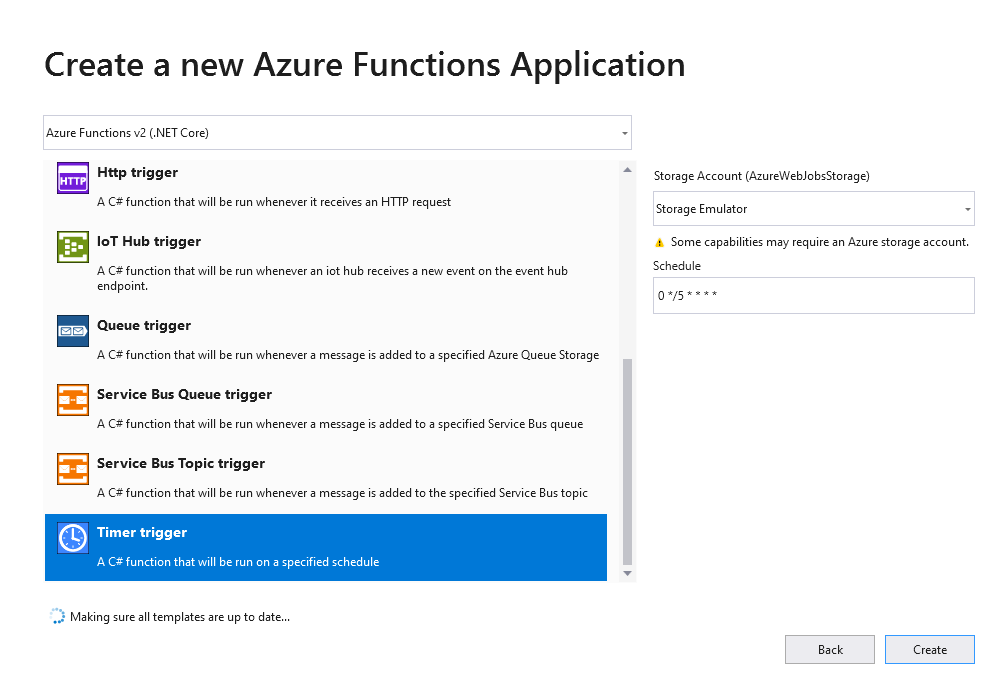 Create a new Azure Functions Application
Azure Functions v2 (.NET Core)
HTTP
Http trigger
A C# function that will be run whenever it receives an HTTP request
IoT Hub trigger
A C# function that will be run whenever an iot hub receives a new event on the event hub
endpoint.
Queue trigger
A C# function that will be run whenever a message is added to a specified Azure Queue Storage
Service Bus Queue trigger
A C# function that will be run whenever a message is added to a specified Service Bus queue
Service Bus Topic trigger
A C# function that will be run whenever a message is added to the specified Service Bus topic
Timer trigger
A C# function that will be run on a specified schedule
Storage Account (AzureWebJobsStorage)
Storage Emulator
Some capabilities may require an Azure storage account.
Schedule
0 */5 * * * *
Making sure all templates are up to date...
Back
Create